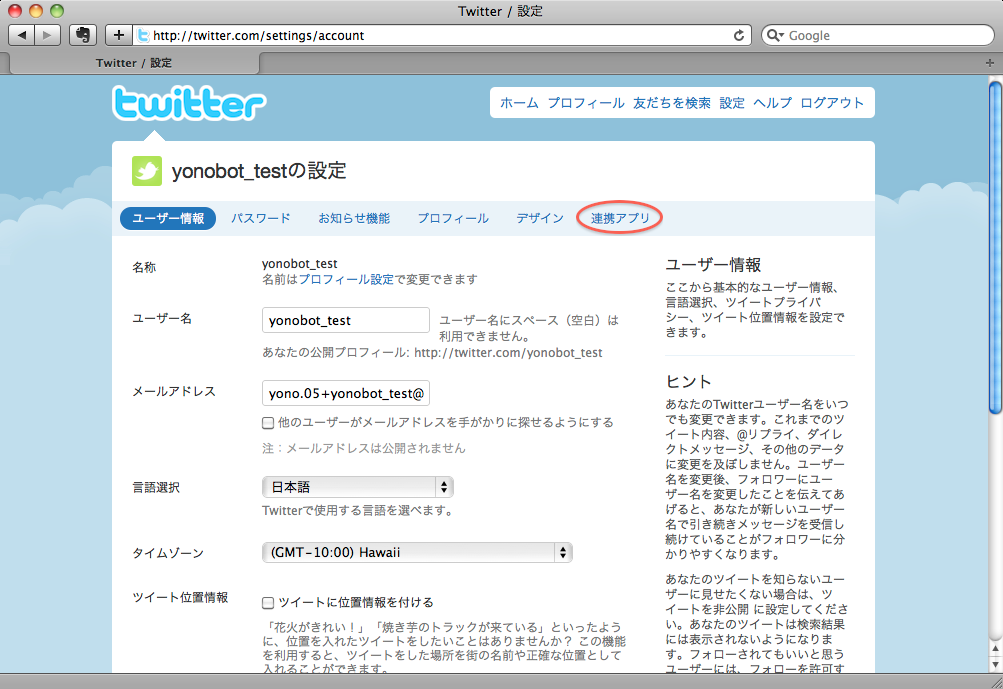 Twitter / 設定
http://twitter.com/settings/account
Google
Twitter / 設定
twitter
ホーム プロフィール 友だちを検索 設定 ヘルプ ログアウト
yonobot_testの設定
ユーザー情報 パスワード お知らせ機能 プロフィール デザイン 連携アプリ
名称
yonobot_test
名前はプロフィール設定で変更できます
ユーザー名
yonobot_test
ユーザー名にスペース（空白）は
利用できません。
あなたの公開プロフィール: http://twitter.com/yonobot_test
メールアドレス
yono.05+yonobot_test@
他のユーザーがメールアドレスを手がかりに探せるようにする
注：メールアドレスは公開されません
言語選択
日本語
Twitterで使用する言語を選べます。
タイムゾーン
(GMT-10:00) Hawaii
ツイート位置情報
ツイートに位置情報を付ける
「花火がきれい！」「焼き芋のトラックが来ている」といったよう
に、位置を入れたツイートをしたいことはありませんか？ この機能
を利用すると、ツイートをした場所を街の名前や正確な位置として
入れることができます。
ユーザー情報
ここから基本的なユーザー情報、
言語選択、ツイートプライバ
シー、ツイート位置情報を設定で
きます。
ヒント
あなたのTwitterユーザー名をいつ
でも変更できます。これまでのツ
イート内容、@リプライ、ダイレ
クトメッセージ、その他のデータ
に変更を及ぼしません。ユーザー
名を変更後、フォロワーにユー
ザー名を変更したことを伝えてあ
げると、あなたが新しいユーザー
名で引き続きメッセージを受信し
続けていることがフォロワーに分
かりやすくなります。
あなたのツイートを知らないユー
ザーに見せたくない場合は、ツ
イートを非公開 に設定してくださ
い。あなたのツイートは検索結果
には表示されないようになりま
す。フォローされてもいいと思う
ユーザーには、フォローを許可す